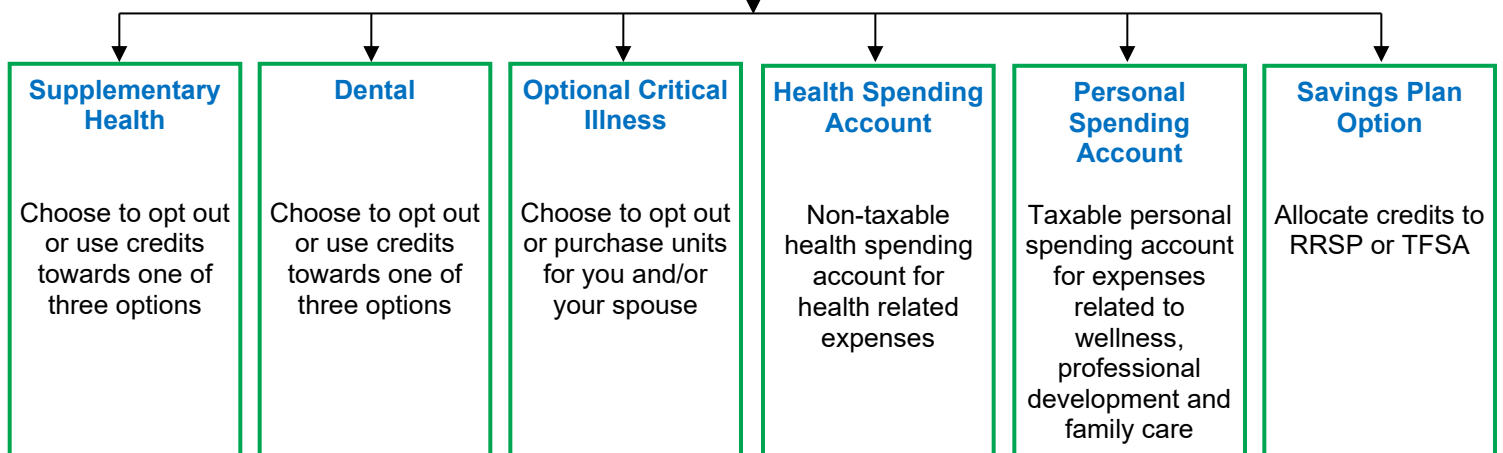 Supplementary
Health
Choose to opt out
or use credits
towards one of
three options
Dental
Choose to opt out
or use credits
towards one of
three options
Optional Critical
Illness
Choose to opt out
or purchase units
for you and/or
your spouse
Health Spending
Account
Non-taxable
health spending
account for
health related
expenses
Personal
Spending
Account
Taxable personal
spending account
for expenses
related to
wellness,
professional
development and
family care
Savings Plan
Option
Allocate credits to
RRSP or TFSA